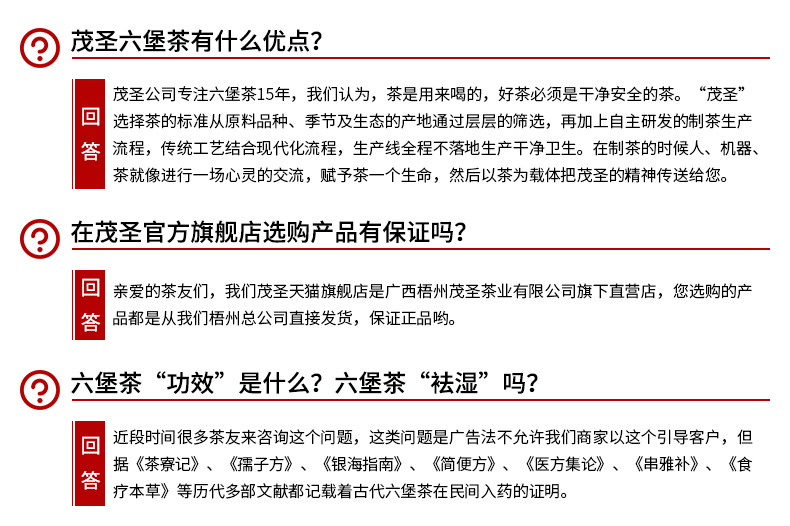 茂圣六堡茶有什么优点？
回答
茂圣公司专注六堡茶15年，我们认为，茶是用来喝的，好茶必须是干净安全的茶。“茂圣”
选择茶的标准从原料品种、季节及生态的产地通过层层的筛选，再加上自主研发的制茶生产
流程，传统工艺结合现代化流程，生产线全程不落地生产干净卫生。在制茶的时候人、机器、
茶就像进行一场心灵的交流，赋予茶一个生命，然后以茶为载体把茂圣的精神传送给您。
在茂圣官方旗舰店选购产品有保证吗？
回答
亲爱的茶友们，我们茂圣天猫旗舰店是广西梧州茂圣茶业有限公司旗下直营店，您选购的产
品都是从我们梧州总公司直接发货，保证正品哟。
六堡茶“功效”是什么？六堡茶“祛湿”吗？
回答
近段时间很多茶友来咨询这个问题，这类问题是广告法不允许我们商家以这个引导客户，但
据《茶寮记》、《孺子方》、《银海指南》、《简便方》、《医方集论》、《串雅补》、《食
疗本草》等历代多部文献都记载着古代六堡茶在民间入药的证明。